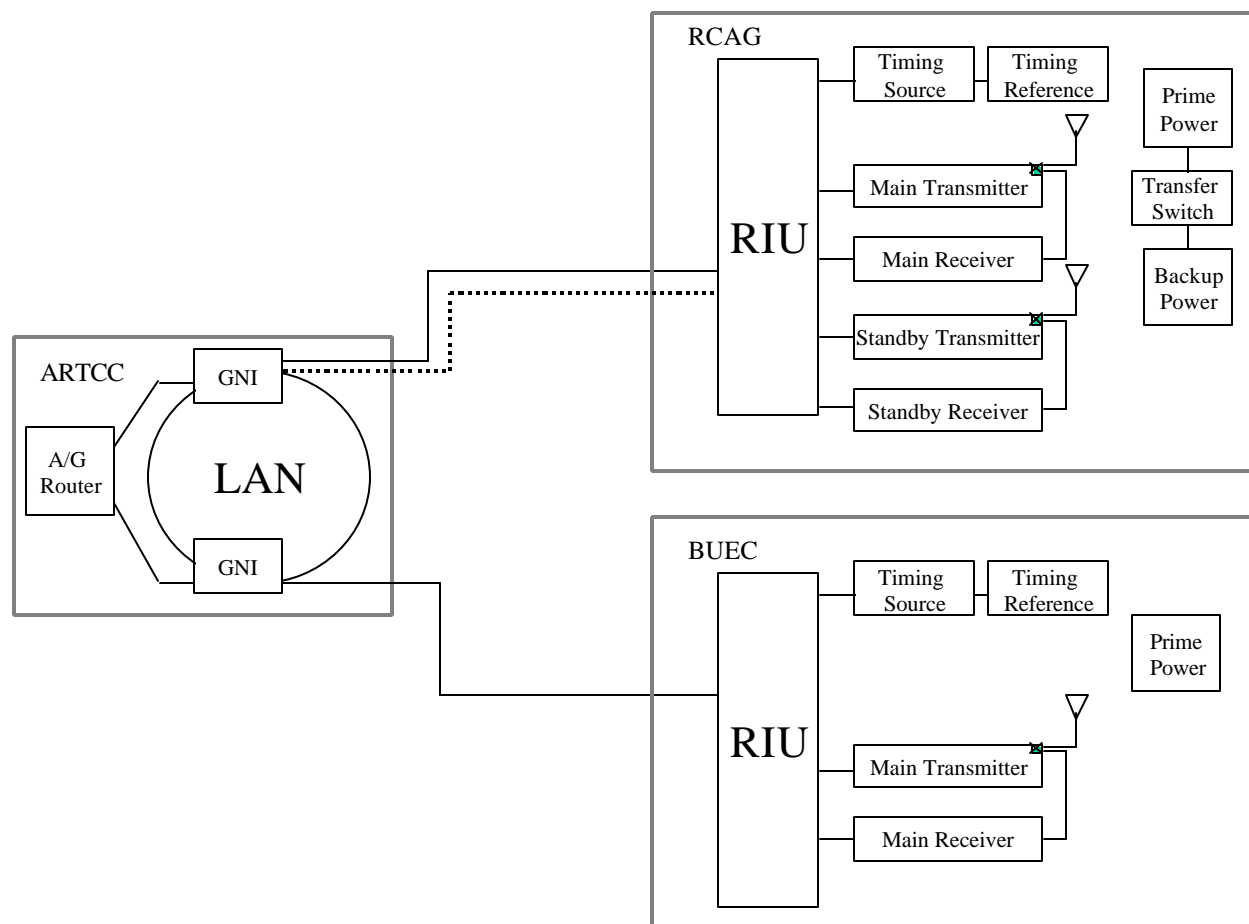 RCAG
Timing
Source
Timing
Reference
Prime
Power
Transfer
Switch
Backup
Power
RIU
Main Transmitter
Main Receiver
Standby Transmitter
Standby Receiver
ARTCC
GNI
A/G
Router
LAN
GNI
BUEC
Timing
Source
Timing
Reference
Prime
Power
RIU
Main Transmitter
Main Receiver